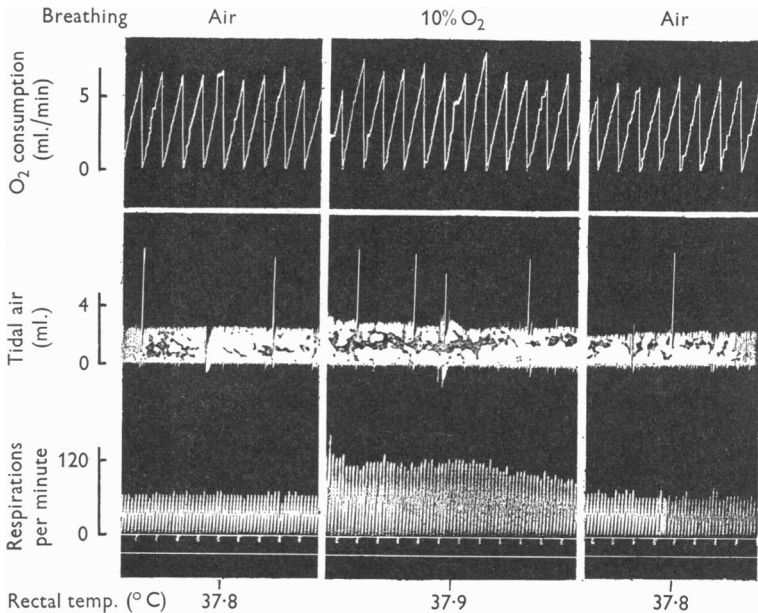 Breathing Air 10% O₂ Air
O₂ consumption
(ml./min)
5
0
Tidal air
(ml.)
4
0
Respirations
per minute
120
0
Rectal temp. (° C) 37·8 37·9 37·8